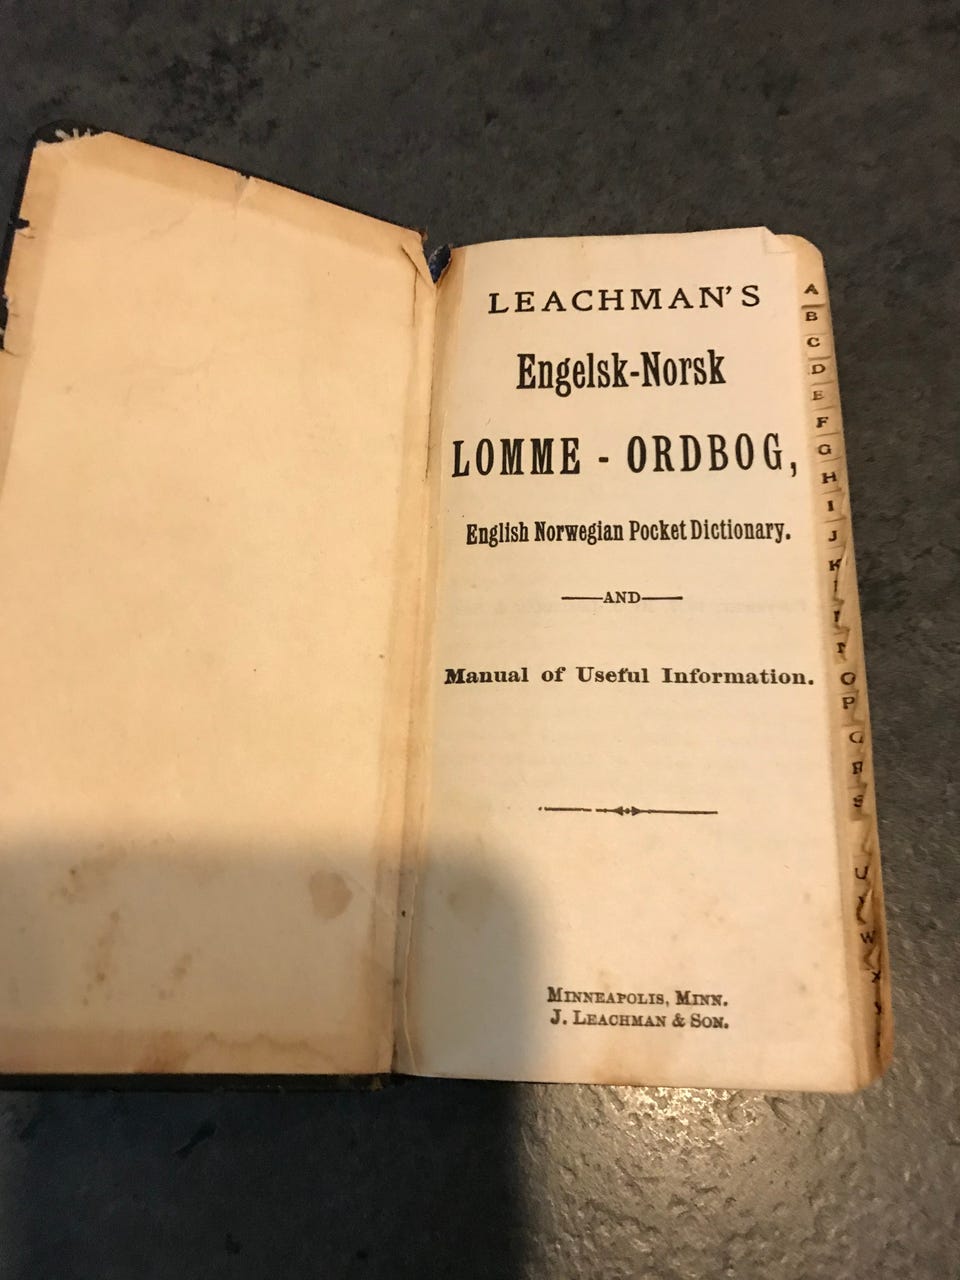 LEACHMAN'S
Engelsk-Norsk
LOMME - ORDBOG,
English Norwegian Pocket Dictionary.
AND
Manual of Useful Information.
MINNEAPOLIS, MINN.
J. LEACHMAN & SON.
A
B
C
D
E
F
G
H
I
J
K
O
P
Q
R
S
U
W
X